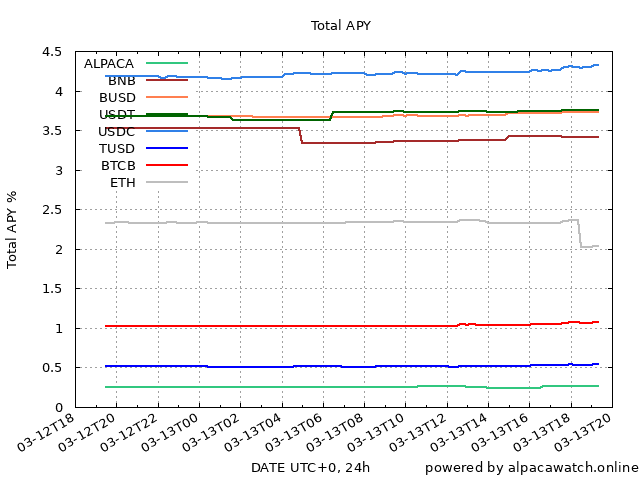 Total APY
Total APY %
4.5
4
3.5
3
2.5
2
1.5
1
0.5
0
ALPACA
BNB
BUSD
USDT
USDC
TUSD
BTCB
ETH
03-12T18
03-12T20
03-12T22
03-13T00
03-13T02
03-13T04
03-13T06
03-13T08
03-13T10
03-13T12
03-13T14
03-13T16
03-13T18
03-13T20
DATE UTC+0, 24h
powered by alpacawatch.online